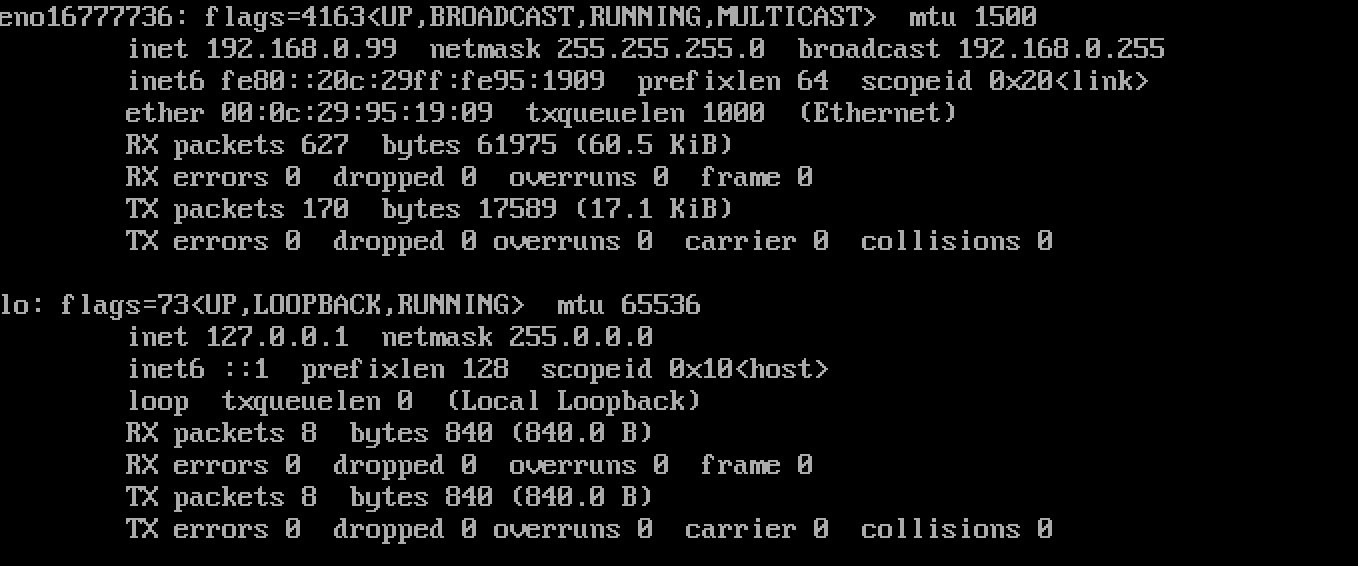 eno16777736: flags=4163<UP,BROADCAST,RUNNING,MULTICAST>  mtu 1500
        inet 192.168.0.99  netmask 255.255.255.0  broadcast 192.168.0.255
        inet6 fe80::20c:29ff:fe95:1909  prefixlen 64  scopeid 0x20<link>
        ether 00:0c:29:95:19:09  txqueuelen 1000  (Ethernet)
        RX packets 627  bytes 61975 (60.5 KiB)
        RX errors 0  dropped 0  overruns 0  frame 0
        TX packets 170  bytes 17589 (17.1 KiB)
        TX errors 0  dropped 0 overruns 0  carrier 0  collisions 0

lo: flags=73<UP,LOOPBACK,RUNNING>  mtu 65536
        inet 127.0.0.1  netmask 255.0.0.0
        inet6 ::1  prefixlen 128  scopeid 0x10<host>
        loop  txqueuelen 0  (Local Loopback)
        RX packets 8  bytes 840 (840.0 B)
        RX errors 0  dropped 0  overruns 0  frame 0
        TX packets 8  bytes 840 (840.0 B)
        TX errors 0  dropped 0 overruns 0  carrier 0  collisions 0